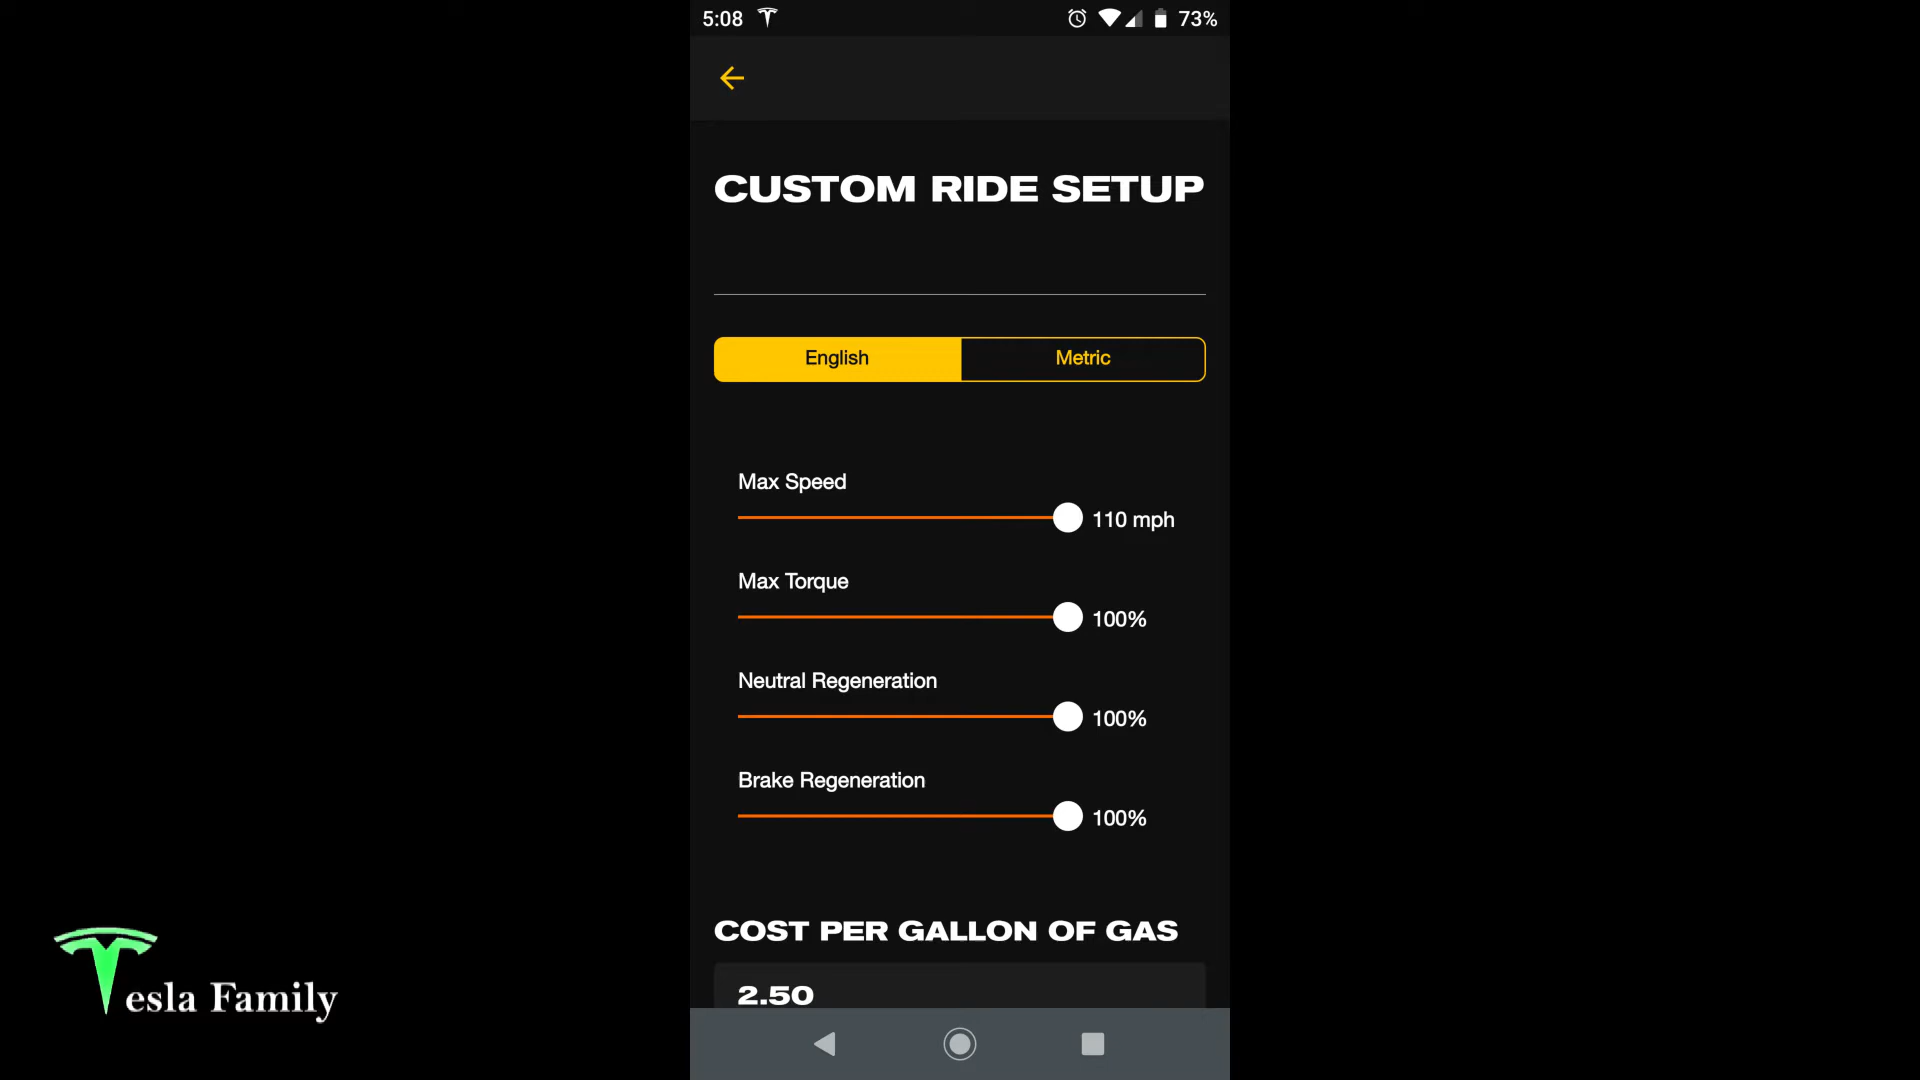 5:08 73%
CUSTOM RIDE SETUP
English Metric
Max Speed
110 mph
Max Torque
100%
Neutral Regeneration
100%
Brake Regeneration
100%
COST PER GALLON OF GAS
2.50
Tesla Family